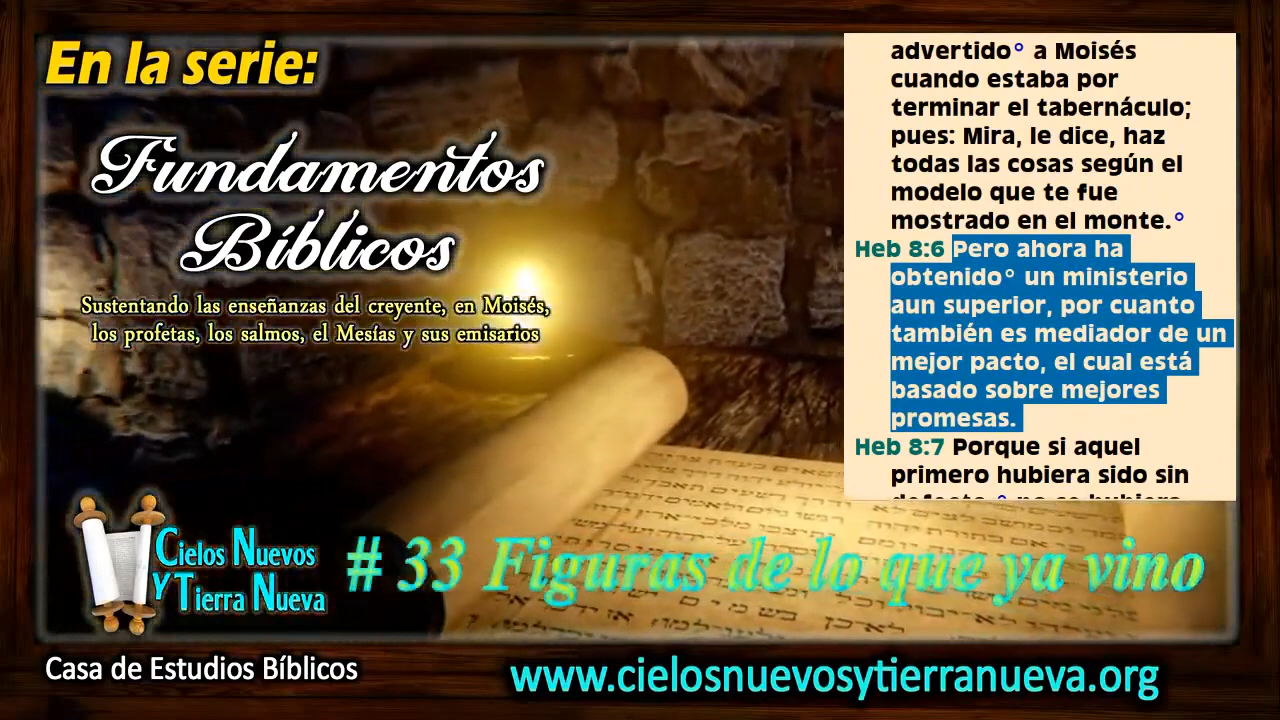 En la serie:
Fundamentos
Bíblicos
Sustentando las enseñanzas del creyente, en Moisés,
los profetas, los salmos, el Mesías y sus emisarios
advertido° a Moisés
cuando estaba por
terminar el tabernáculo;
pues: Mira, le dice, haz
todas las cosas según el
modelo que te fue
mostrado en el monte.°
Heb 8:6 Pero ahora ha
obtenido° un ministerio
aun superior, por cuanto
también es mediador de un
mejor pacto, el cual está
basado sobre mejores
promesas.
Heb 8:7 Porque si aquel
primero hubiera sido sin
Cielos Nuevos
Y Tierra Nueva
# 33 Figuras de lo que ya vino
Casa de Estudios Bíblicos
www.cielosnuevosytierranueva.org